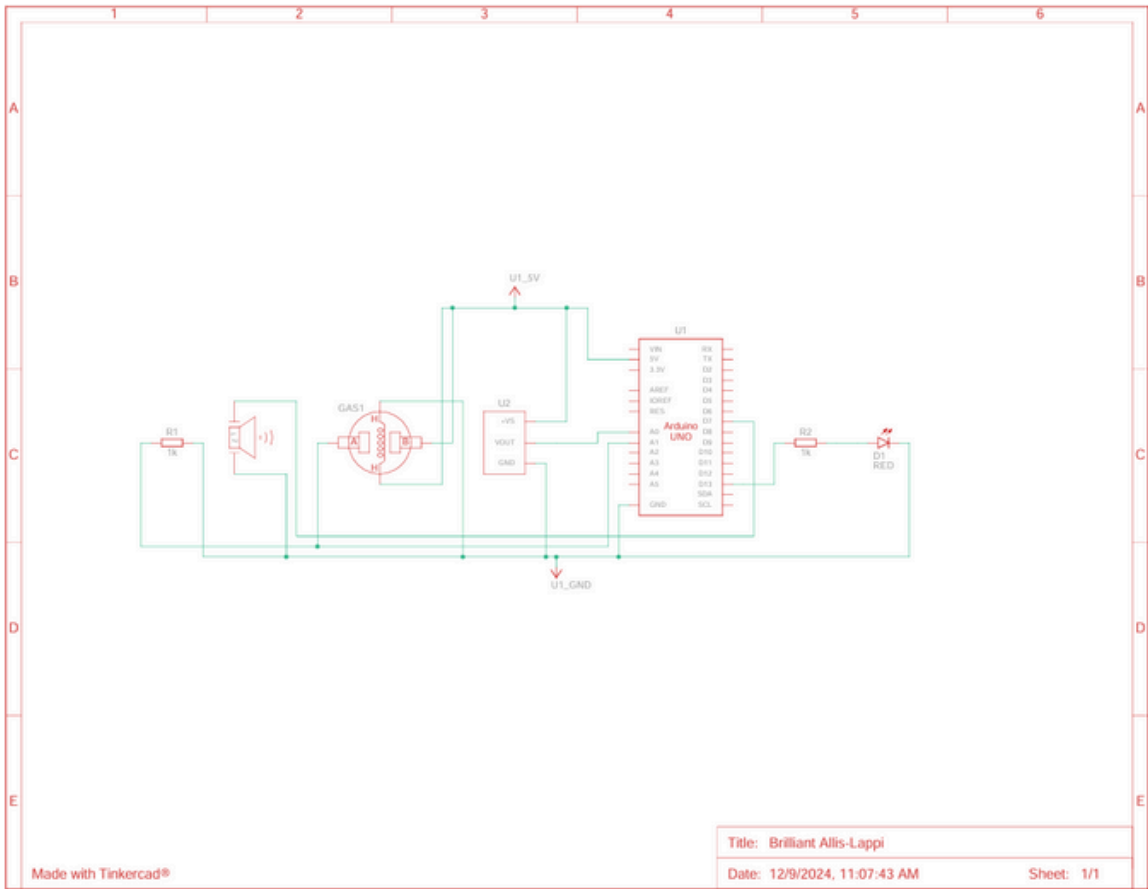 1 2 3 4 5 6
A A
B B
C C
D D
E E
U1_5V
U1
VIN RX
5V TX
3.3V D2
D3
AREF D4
IOREF D5
RES D6
D7
A0 D8
A1 D9
A2 D10
A3 D11
A4 D12
A5 D13
SDA
GND SCL
Arduino
UNO
U2
+VS
VOUT
GND
GAS1
H
A B
H
R1
1k
R2
1k
D1
RED
U1_GND
Title: Brilliant Allis-Lappi
Made with Tinkercad®
Date: 12/9/2024, 11:07:43 AM Sheet: 1/1